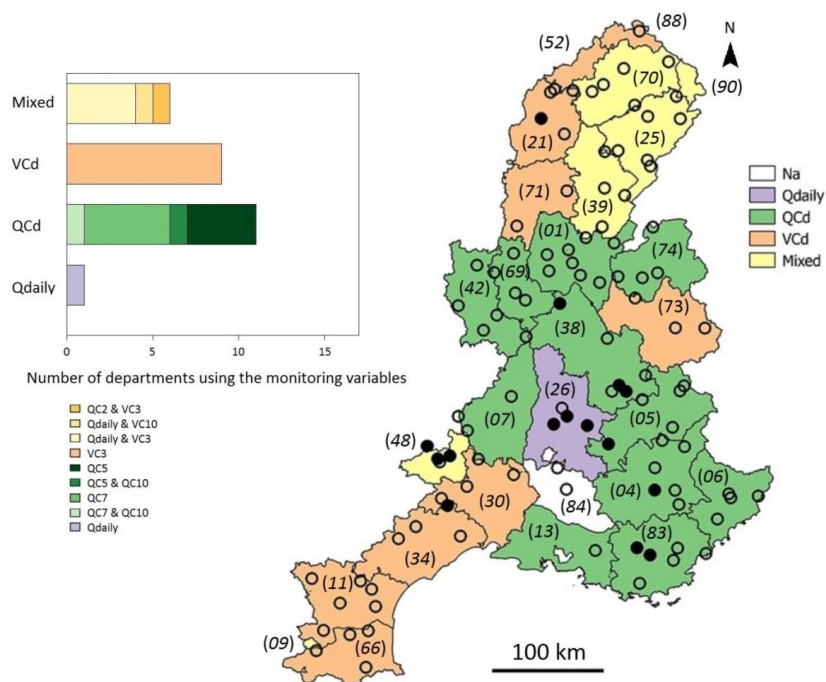 Mixed
VCd
QCd
Qdaily
0 5 10 15
Number of departments using the monitoring variables
QC2 & VC3
Qdaily & VC10
Qdaily & VC3
VC3
QC5
QC5 & QC10
QC7
QC7 & QC10
Qdaily
N
(88)
(52)
(70)
(90)
(21)
(25)
(71)
(39)
(01)
(74)
(69)
(42)
(73)
(38)
(26)
(07)
(05)
(48)
(06)
(04)
(30)
(84)
(83)
(13)
(34)
(11)
(09)
(66)
Na
Qdaily
QCd
VCd
Mixed
100 km